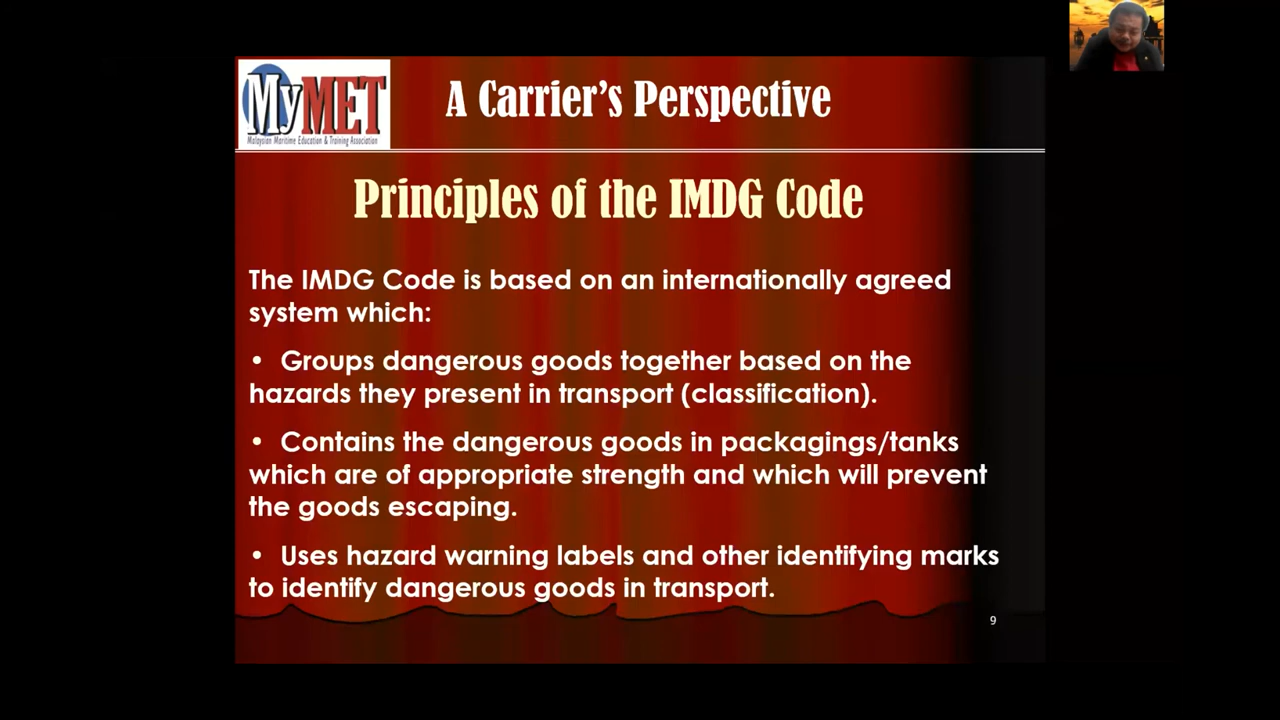 MyMET
Malaysian Maritime Education & Training Association
A Carrier's Perspective
Principles of the IMDG Code
The IMDG Code is based on an internationally agreed
system which:
• Groups dangerous goods together based on the
hazards they present in transport (classification).
• Contains the dangerous goods in packagings/tanks
which are of appropriate strength and which will prevent
the goods escaping.
• Uses hazard warning labels and other identifying marks
to identify dangerous goods in transport.
9